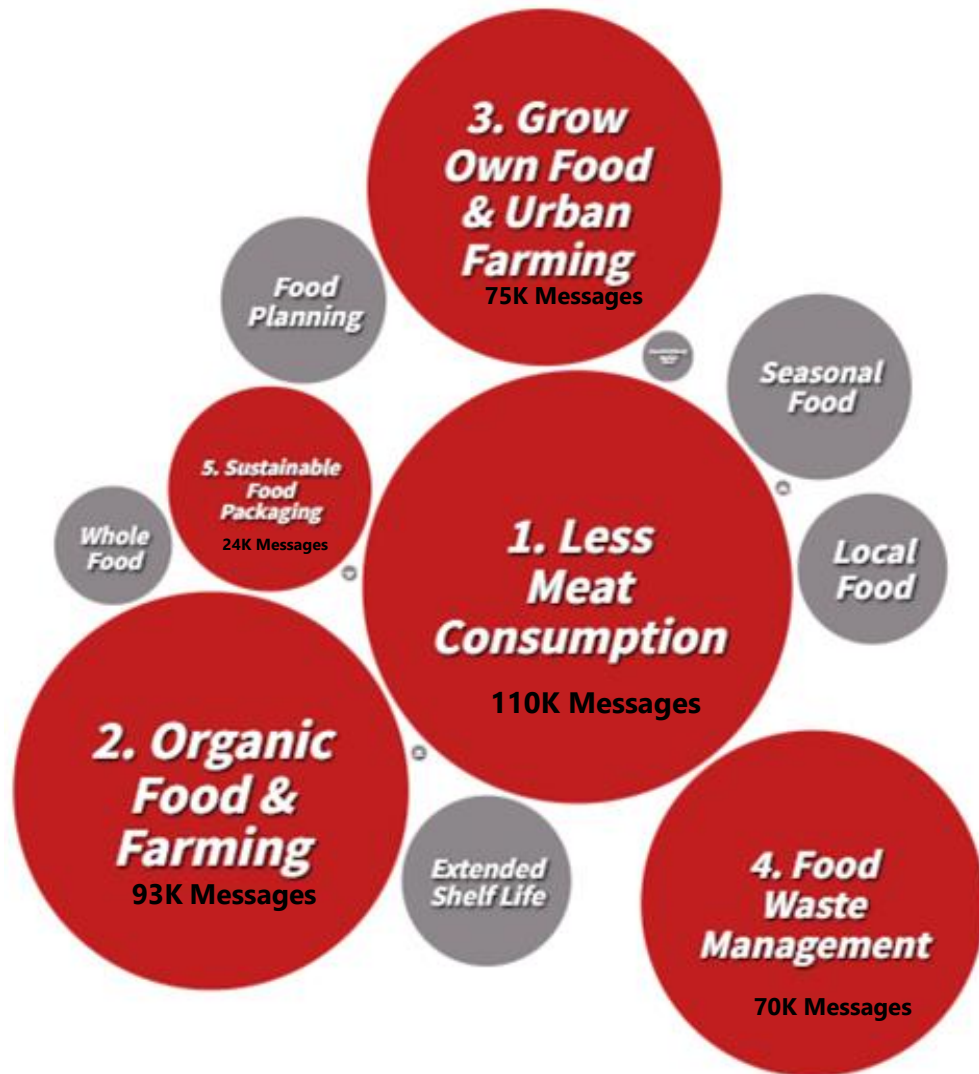 3. Grow
Own Food
& Urban
Farming
75K Messages
Food
Planning
Seasonal
Food
5. Sustainable
Food
Packaging
24K Messages
Whole
Food
1. Less
Meat
Consumption
110K Messages
Local
Food
2. Organic
Food &
Farming
93K Messages
Extended
Shelf Life
4. Food
Waste
Management
70K Messages